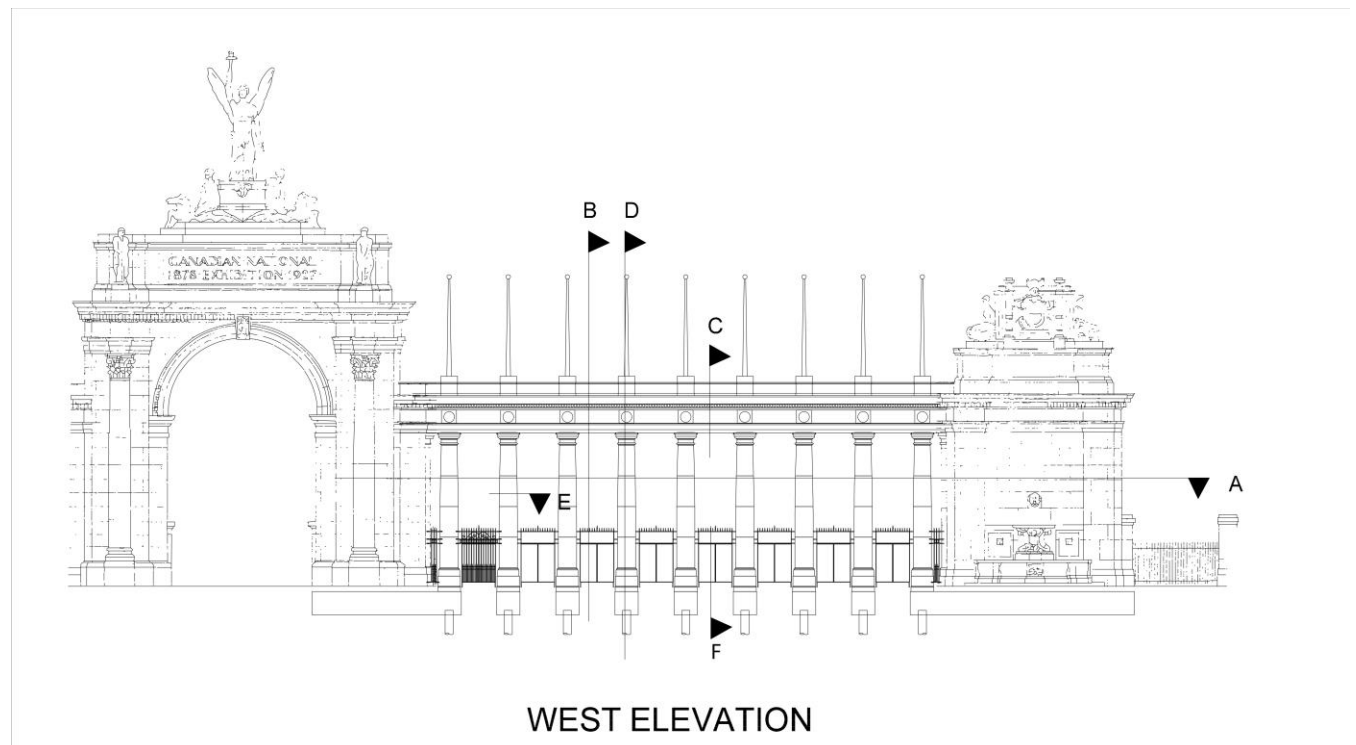 CANADIAN NATIONAL
1878·EXHIBITION 1927·
B
D
C
E
A
F
WEST ELEVATION